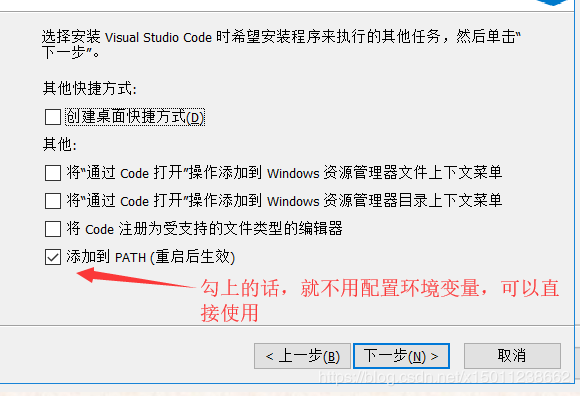 选择安装 Visual Studio Code 时希望安装程序来执行的其他任务，然后单击“
下一步”。
其他快捷方式:
创建桌面快捷方式(D)
其他:
将“通过 Code 打开”操作添加到 Windows 资源管理器文件上下文菜单
将“通过 Code 打开”操作添加到 Windows 资源管理器目录上下文菜单
将 Code 注册为受支持的文件类型的编辑器
添加到 PATH (重启后生效)
勾上的话，就不用配置环境变量，可以直
接使用
< 上一步(B) 下一步(N) > 取消
https://blog.csdn.net/x15011238662